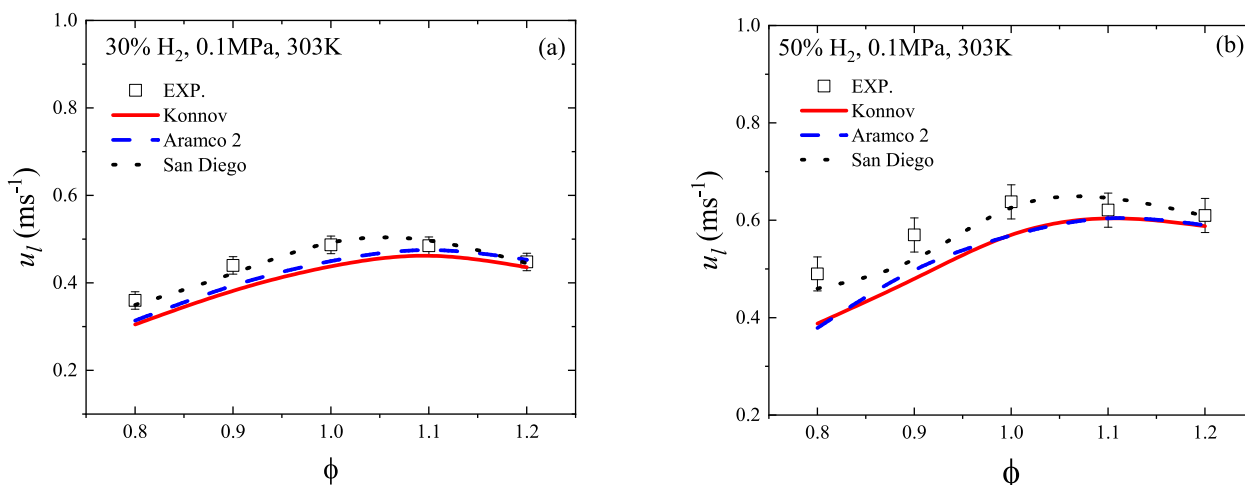 30% H₂, 0.1MPa, 303K
(a)
EXP.
Konnov
Aramco 2
San Diego
1.0
0.8
0.6
0.4
0.2
u_l (ms⁻¹)
0.8 0.9 1.0 1.1 1.2
ϕ
50% H₂, 0.1MPa, 303K
(b)
EXP.
Konnov
Aramco 2
San Diego
1.0
0.8
0.6
0.4
0.2
u_l (ms⁻¹)
0.8 0.9 1.0 1.1 1.2
ϕ